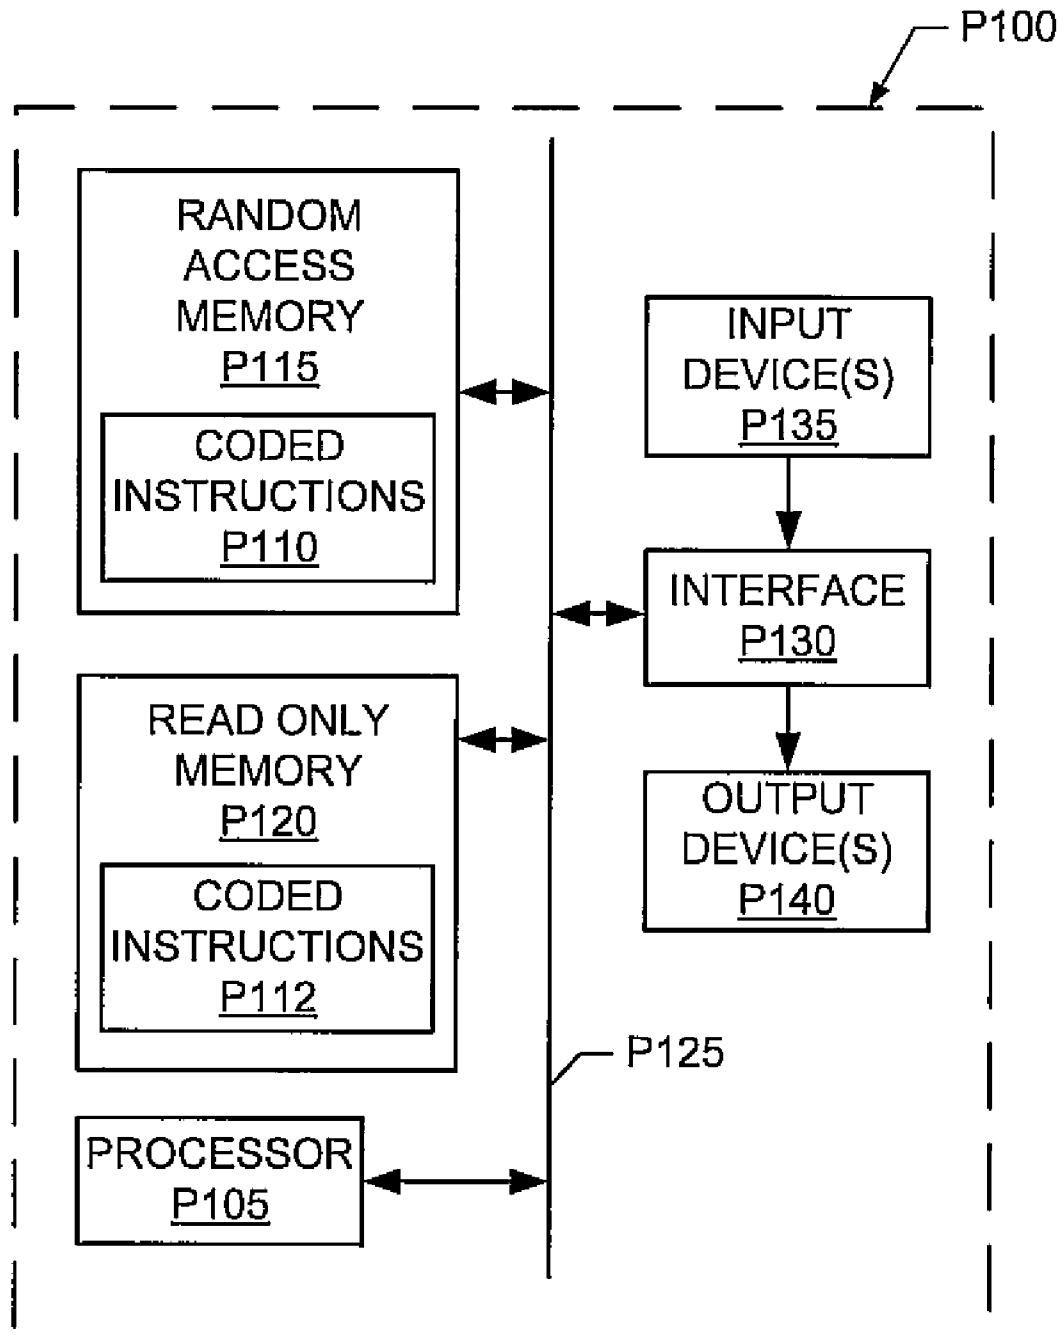 P100
RANDOM
ACCESS
MEMORY
P115
CODED
INSTRUCTIONS
P110
READ ONLY
MEMORY
P120
CODED
INSTRUCTIONS
P112
PROCESSOR
P105
P125
INPUT
DEVICE(S)
P135
INTERFACE
P130
OUTPUT
DEVICE(S)
P140